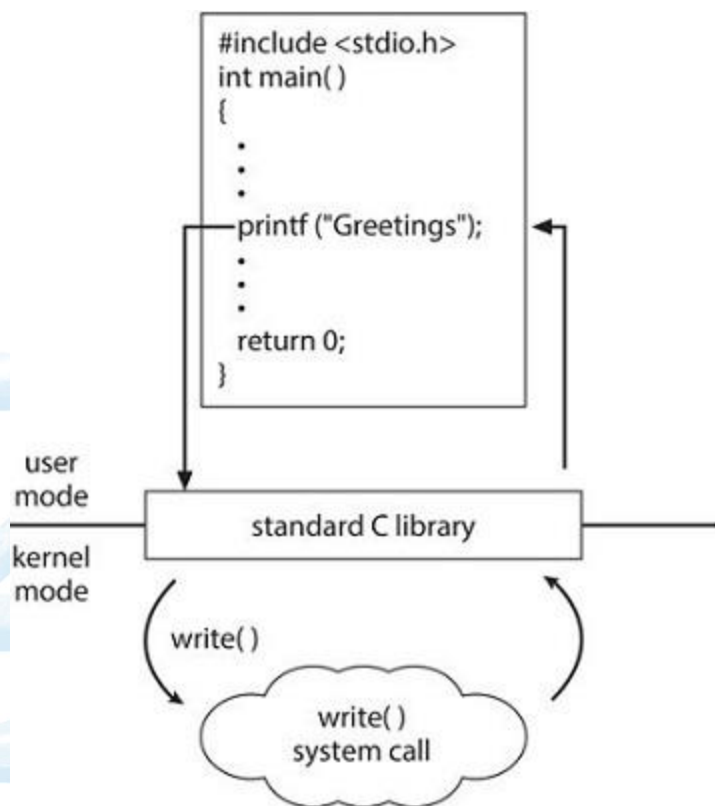 #include <stdio.h>
int main( )
{
•
•
•
printf ("Greetings");
•
•
•
return 0;
}
user
mode
standard C library
kernel
mode
write( )
write( )
system call